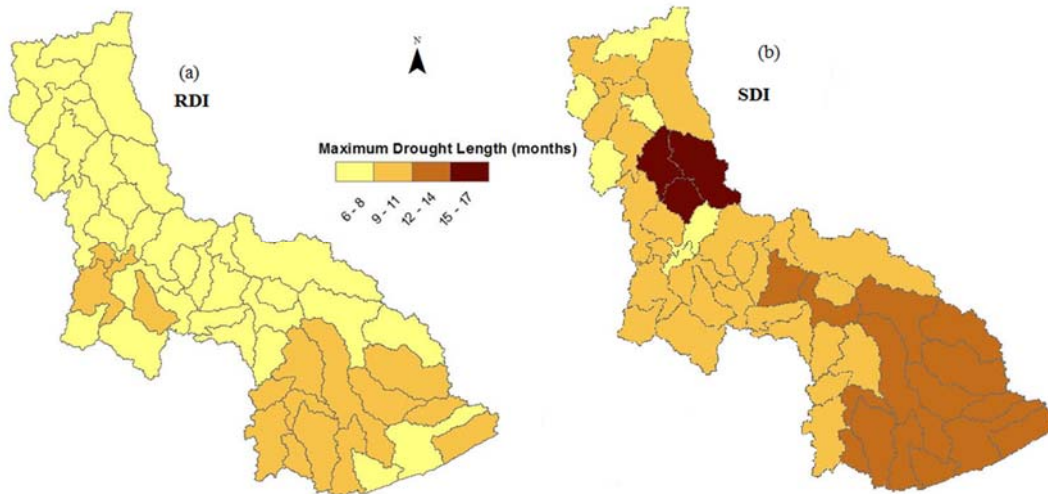 N
(a)
RDI
(b)
SDI
Maximum Drought Length (months)
6 - 8
9 - 11
12 - 14
15 - 17